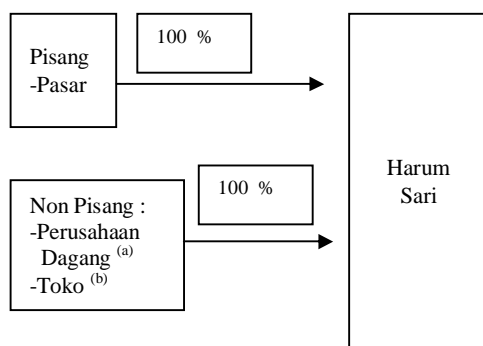 100 %
Pisang
-Pasar
100 %
Non Pisang :
-Perusahaan
Dagang (a)
-Toko (b)
Harum
Sari